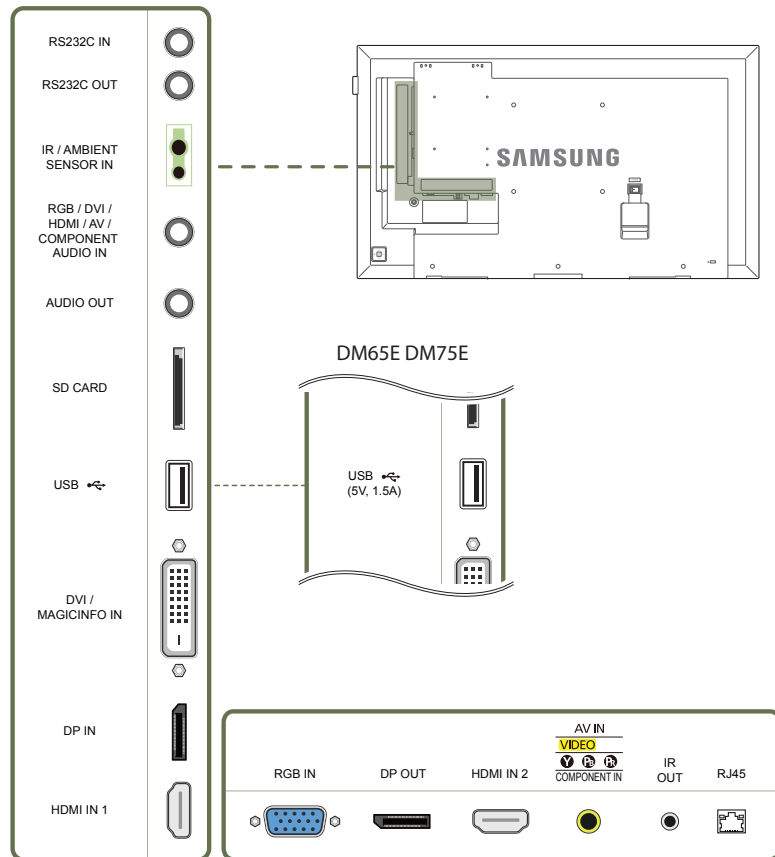 RS232C IN
RS232C OUT
IR / AMBIENT
SENSOR IN
RGB / DVI /
HDMI / AV /
COMPONENT
AUDIO IN
AUDIO OUT
SD CARD
USB
DVI /
MAGICINFO IN
DP IN
HDMI IN 1
SAMSUNG
DM65E DM75E
USB
(5V, 1.5A)
RGB IN
DP OUT
HDMI IN 2
AV IN
VIDEO
Y PB PR
COMPONENT IN
IR
OUT
RJ45